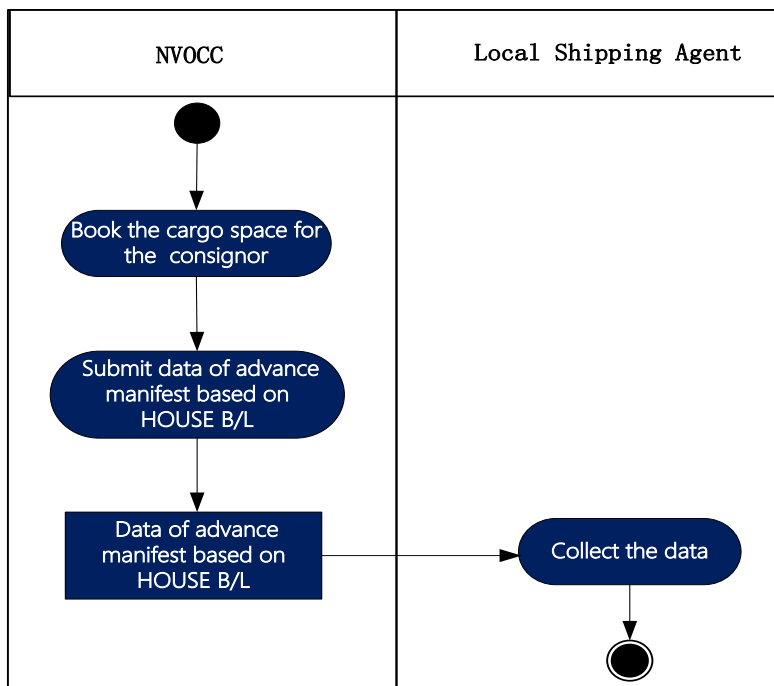 NVOCC
Local Shipping Agent
Book the cargo space for
the consignor
Submit data of advance
manifest based on
HOUSE B/L
Data of advance
manifest based on
HOUSE B/L
Collect the data